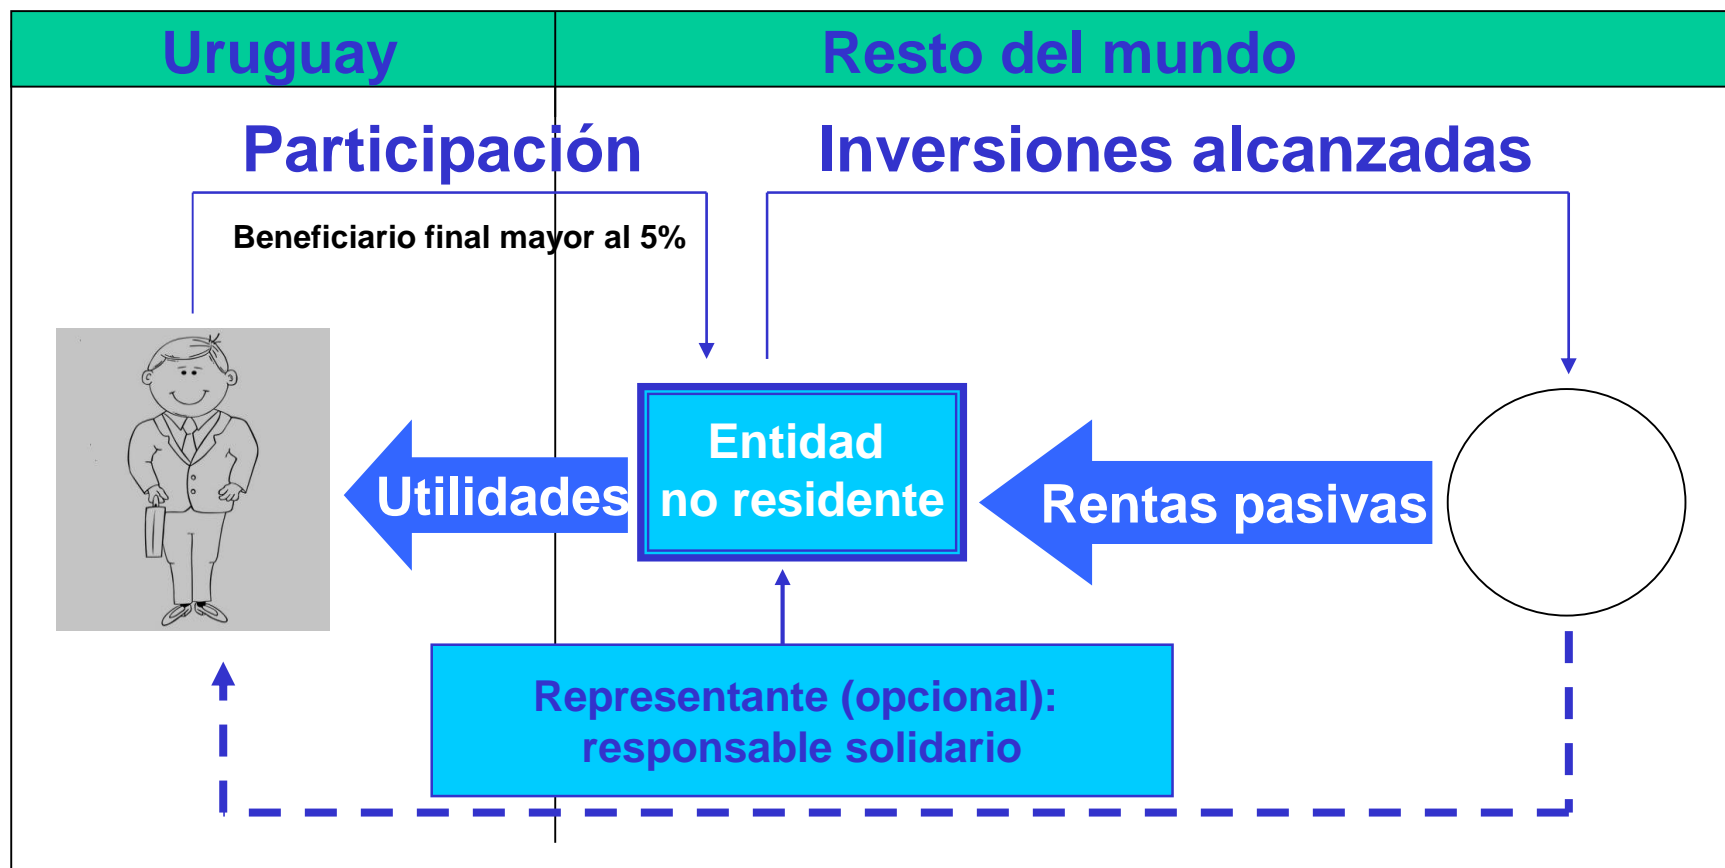 Uruguay
Resto del mundo
Participación
Inversiones alcanzadas
Beneficiario final mayor al 5%
Entidad
no residente
Utilidades
Rentas pasivas
Representante (opcional):
responsable solidario